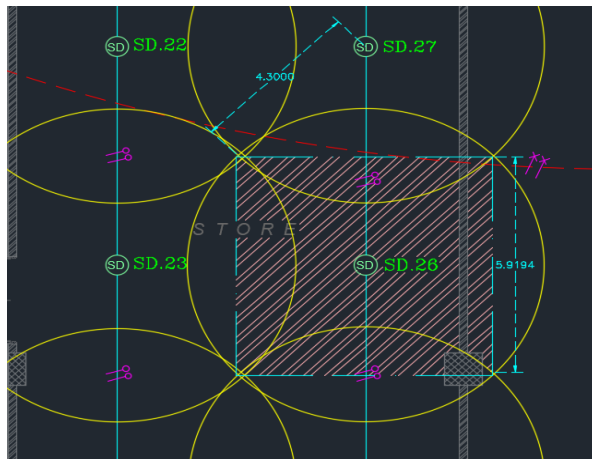 SD SD.22
SD SD.27
4.3000
STORE
SD SD.23
SD SD.26
5.9194